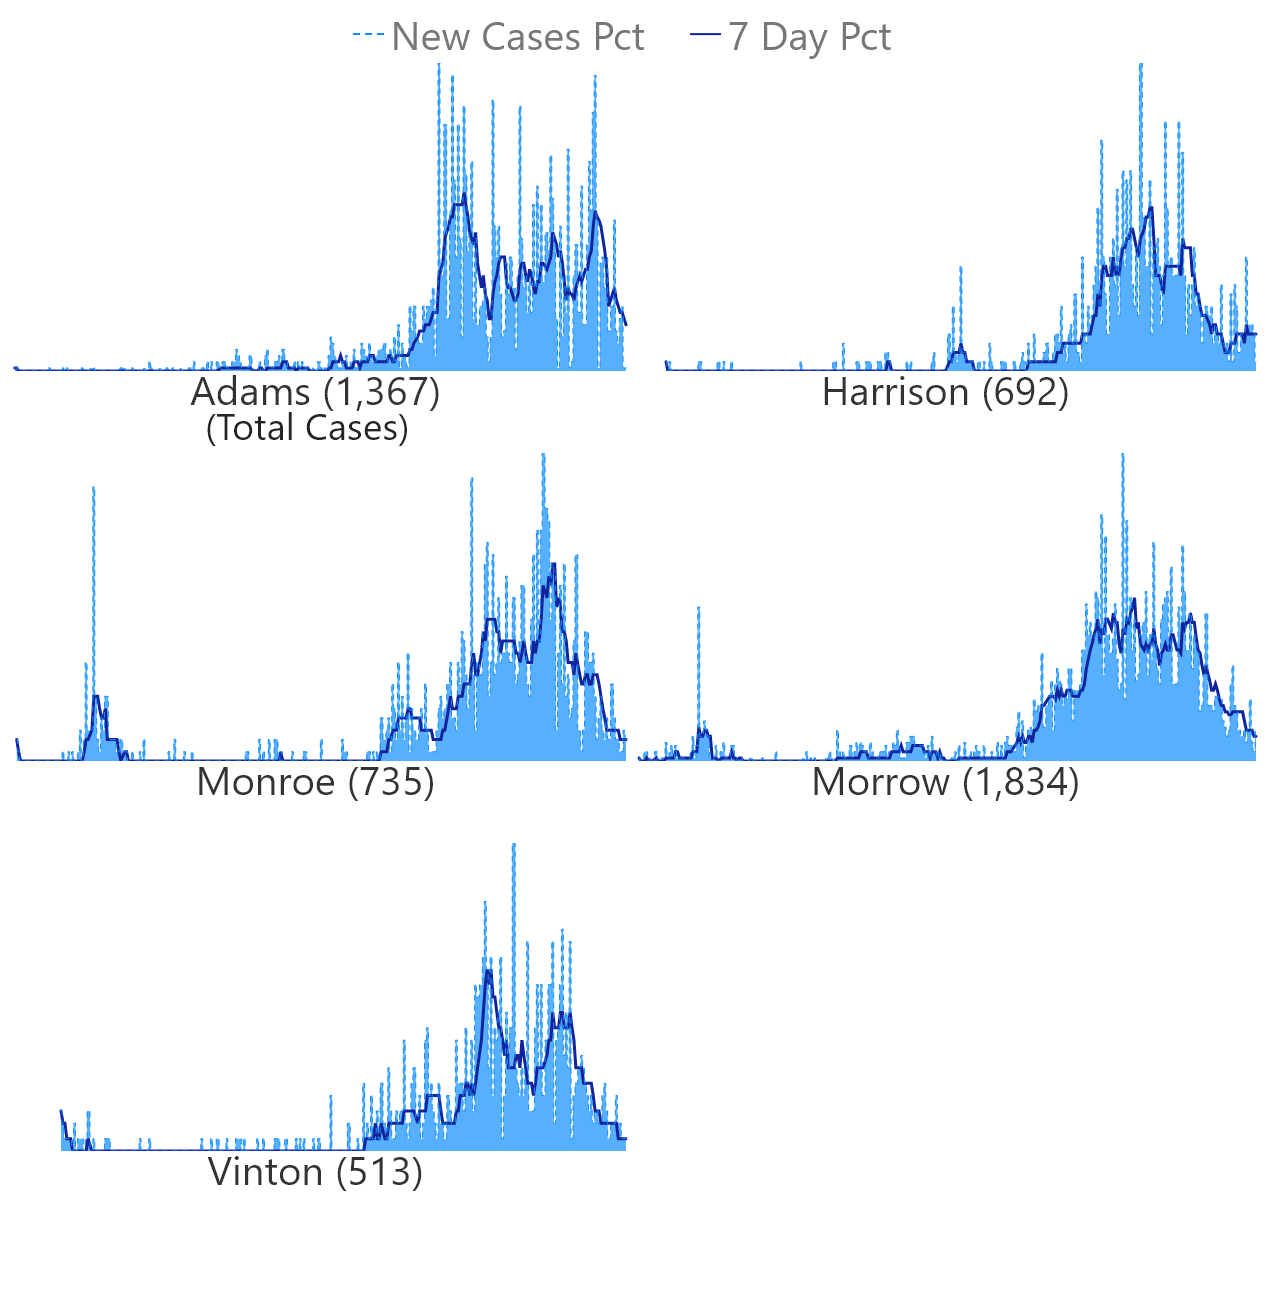 New Cases Pct 7 Day Pct
Adams (1,367)
(Total Cases)
Harrison (692)
Monroe (735)
Morrow (1,834)
Vinton (513)